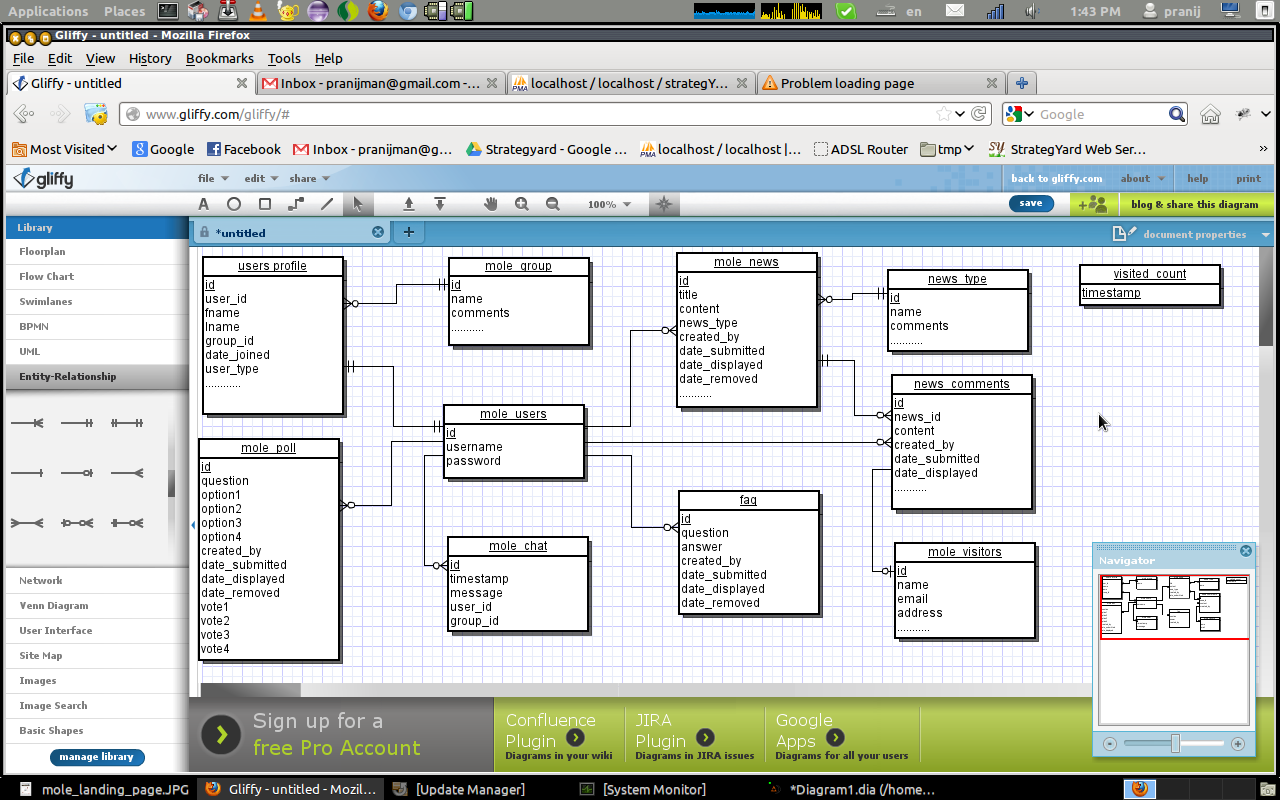 Applications Places en 1:43 PM pranij
Gliffy - untitled - Mozilla Firefox
File Edit View History Bookmarks Tools Help
Gliffy - untitled Inbox - pranijman@gmail.com -... localhost / localhost / strategY... Problem loading page
www.gliffy.com/gliffy/# Google
Most Visited Google Facebook Inbox - pranijman@g... Strategyard - Google ... localhost / localhost |... ADSL Router tmp StrategYard Web Ser...
gliffy file edit share back to gliffy.com about help print
A 100% save blog & share this diagram
Library
Floorplan
Flow Chart
Swimlanes
BPMN
UML
Entity-Relationship
Network
Venn Diagram
User Interface
Site Map
Images
Image Search
Basic Shapes
manage library
*untitled document properties
users profile
id
user_id
fname
lname
group_id
date_joined
user_type
............
mole_poll
id
question
option1
option2
option3
option4
created_by
date_submitted
date_displayed
date_removed
vote1
vote2
vote3
vote4
mole_group
id
name
comments
...........
mole_users
id
username
password
mole_chat
id
timestamp
message
user_id
group_id
mole_news
id
title
content
news_type
created_by
date_submitted
date_displayed
date_removed
...........
faq
id
question
answer
created_by
date_submitted
date_displayed
date_removed
news_type
id
name
comments
...........
news_comments
id
news_id
content
created_by
date_submitted
date_displayed
...........
mole_visitors
id
name
email
address
...........
visited_count
timestamp
Navigator
Sign up for a
free Pro Account
Confluence
Plugin
Diagrams in your wiki
JIRA
Plugin
Diagrams in JIRA issues
Google
Apps
Diagrams for all your users
mole_landing_page.JPG Gliffy - untitled - Mozil... [Update Manager] [System Monitor] *Diagram1.dia (/home...